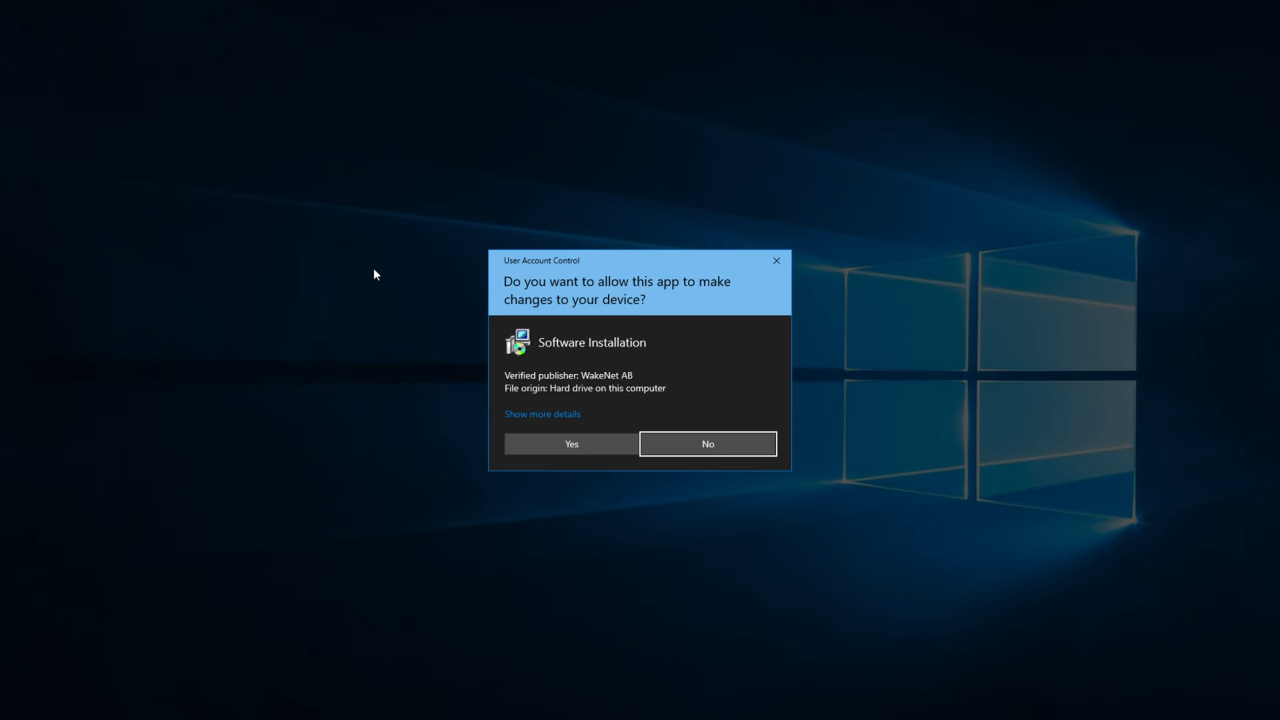 User Account Control
Do you want to allow this app to make
changes to your device?
Software Installation
Verified publisher: WakeNet AB
File origin: Hard drive on this computer
Show more details
Yes
No